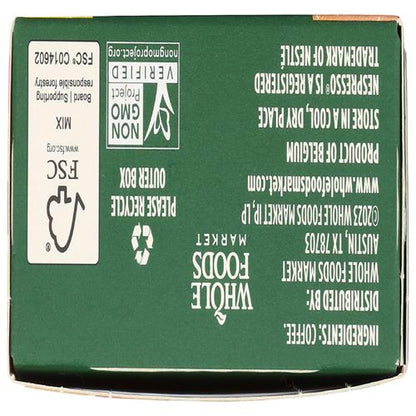 INGREDIENTS: COFFEE.
DISTRIBUTED BY:
WHOLE FOODS MARKET
AUSTIN, TX 78703
©2023 WHOLE FOODS MARKET IP, LP
www.wholefoodsmarket.com
PRODUCT OF BELGIUM
STORE IN A COOL, DRY PLACE
NESPRESSO® IS A REGISTERED
TRADEMARK OF NESTLÉ
WHOLE
FOODS
MARKET
PLEASE RECYCLE
OUTER BOX
NON
GMO
Project
VERIFIED
nongmoproject.org
FSC
www.fsc.org
MIX
Board | Supporting
responsible forestry
FSC® C014602